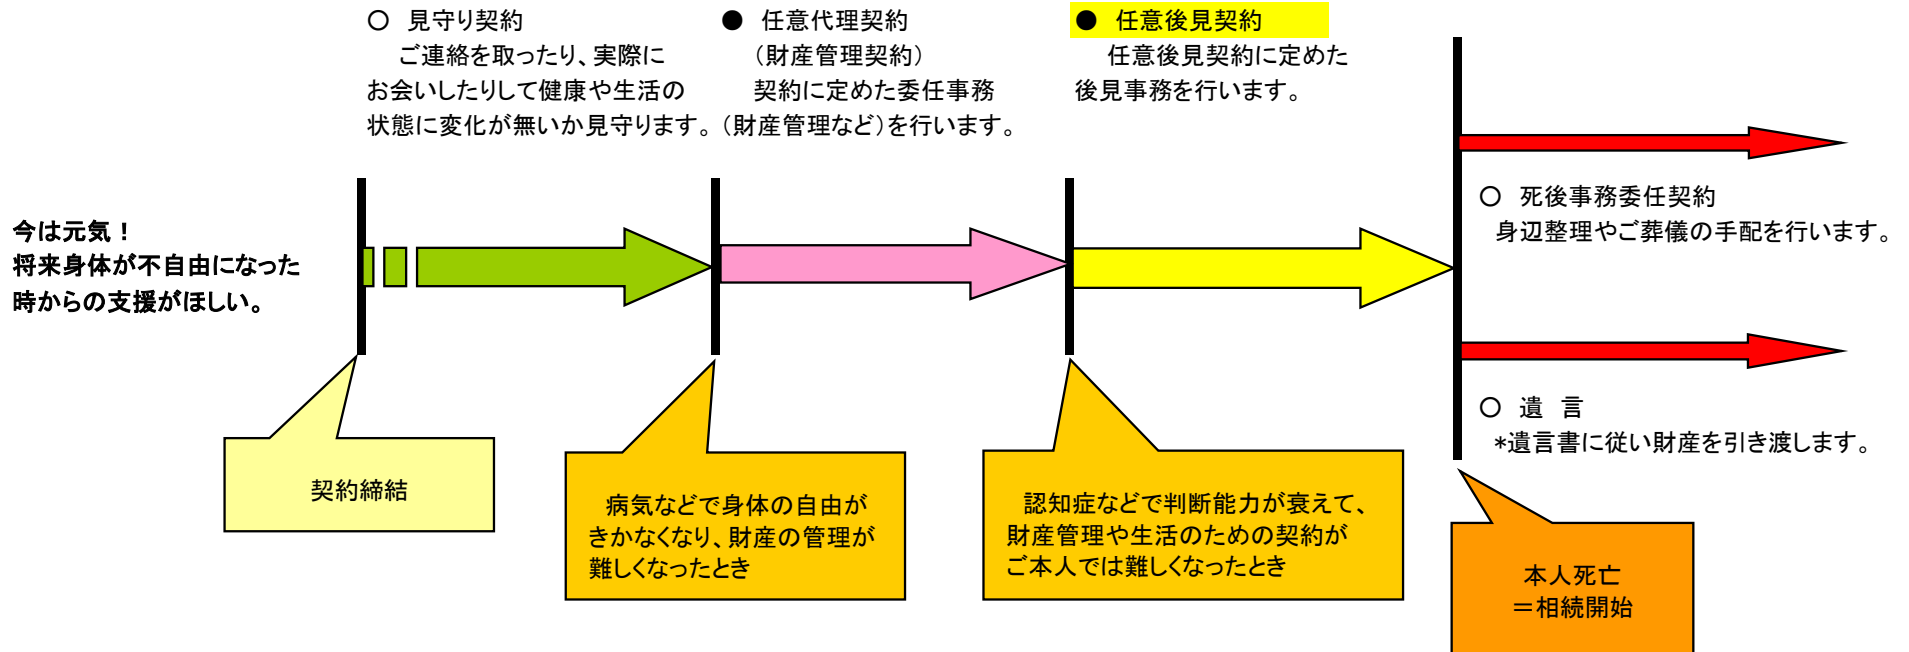 今は元気！
将来身体が不自由になった
時からの支援がほしい。
○ 見守り契約
ご連絡を取ったり、実際に
お会いしたりして健康や生活の
状態に変化が無いか見守ります。
● 任意代理契約
（財産管理契約）
契約に定めた委任事務
（財産管理など）を行います。
● 任意後見契約
任意後見契約に定めた
後見事務を行います。
○ 死後事務委任契約
身辺整理やご葬儀の手配を行います。
○ 遺 言
*遺言書に従い財産を引き渡します。
契約締結
病気などで身体の自由が
きかなくなり、財産の管理が
難しくなったとき
認知症などで判断能力が衰えて、
財産管理や生活のための契約が
ご本人では難しくなったとき
本人死亡
＝相続開始